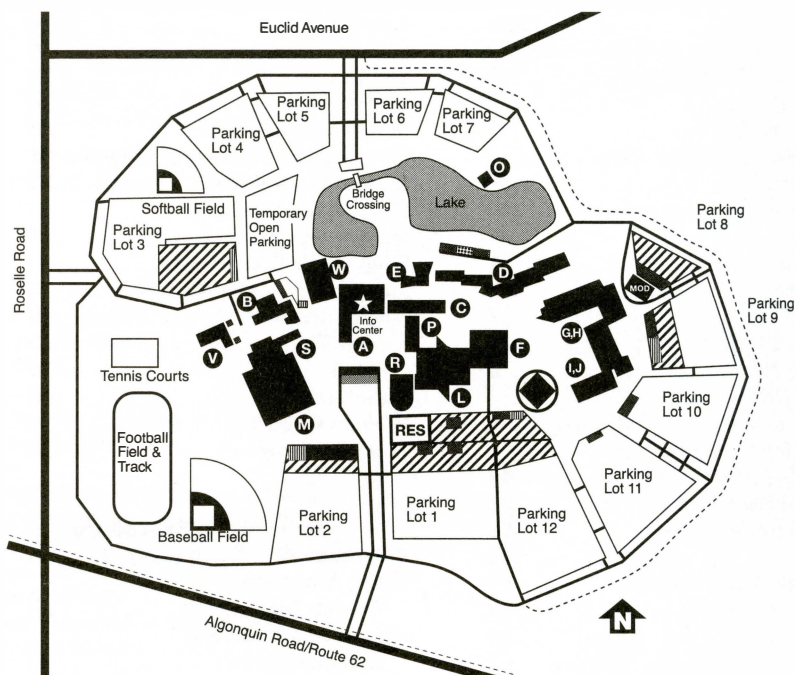 Euclid Avenue
Roselle Road
Parking
Lot 5
Parking
Lot 6
Parking
Lot 7
Parking
Lot 4
O
Bridge
Crossing
Lake
Softball Field
Temporary
Open
Parking
Parking
Lot 3
Parking
Lot 8
W
E
D
MOD
B
Info
Center
C
Parking
Lot 9
P
G,H
V
S
A
R
F
I,J
Tennis Courts
L
Parking
Lot 10
M
RES
Football
Field &
Track
Parking
Lot 11
Parking
Lot 2
Parking
Lot 1
Parking
Lot 12
Baseball Field
N
Algonquin Road/Route 62